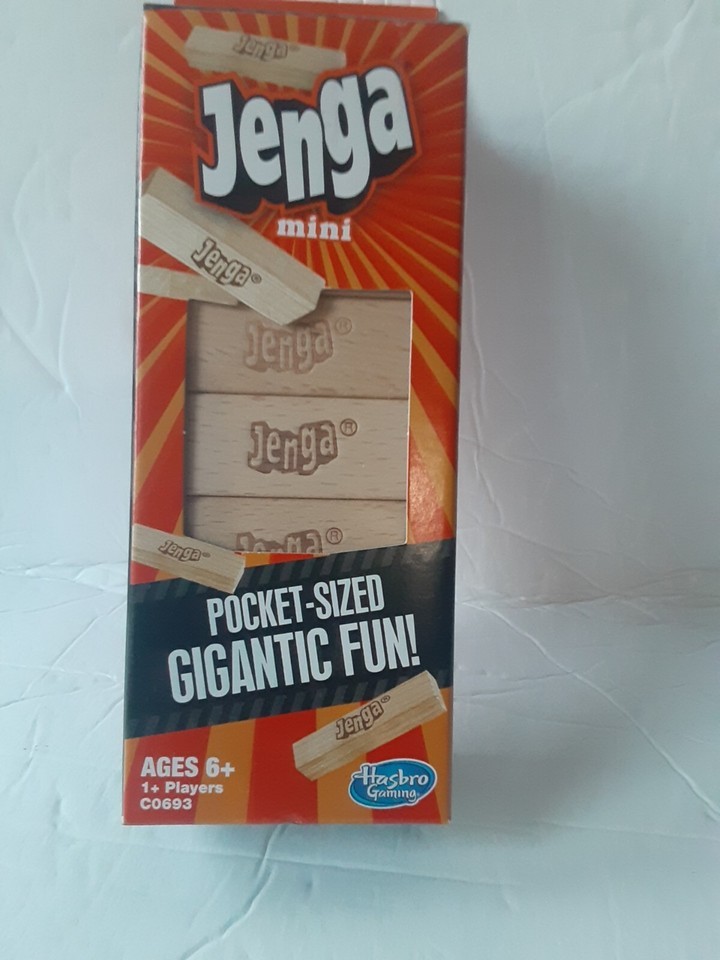 Jenga®
Jenga
mini
Jenga®
Jenga®
Jenga®
Jenga®
Jenga®
POCKET-SIZED
GIGANTIC FUN!
Jenga®
AGES 6+
1+ Players
C0693
Hasbro
Gaming